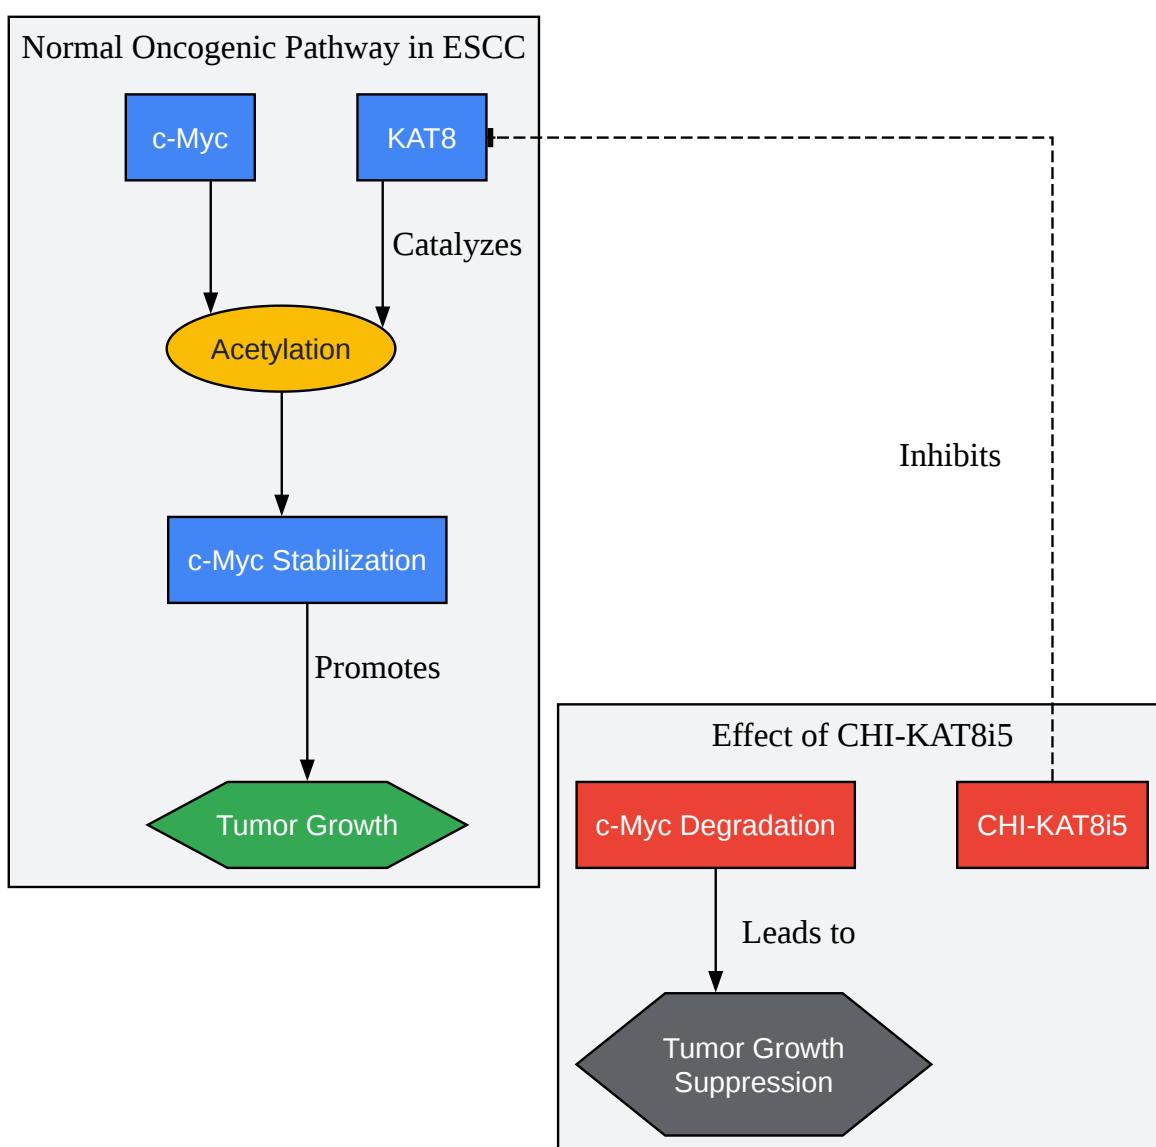 Normal Oncogenic Pathway in ESCC
c-Myc
KAT8
Catalyzes
Acetylation
Inhibits
c-Myc Stabilization
Promotes
Tumor Growth
Effect of CHI-KAT8i5
c-Myc Degradation
CHI-KAT8i5
Leads to
Tumor Growth
Suppression